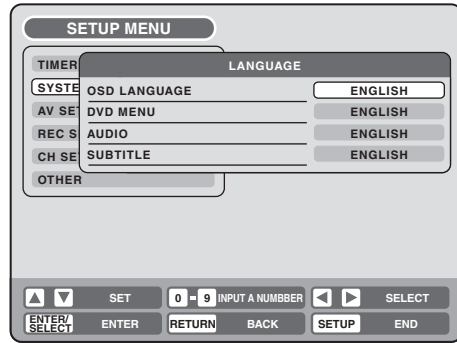 SETUP MENU
TIMER
LANGUAGE
SYSTE
OSD LANGUAGE ENGLISH
AV SET
DVD MENU ENGLISH
REC S
AUDIO ENGLISH
CH SE
SUBTITLE ENGLISH
OTHER
SET 0 - 9 INPUT A NUMBBER SELECT
ENTER/
SELECT ENTER RETURN BACK SETUP END